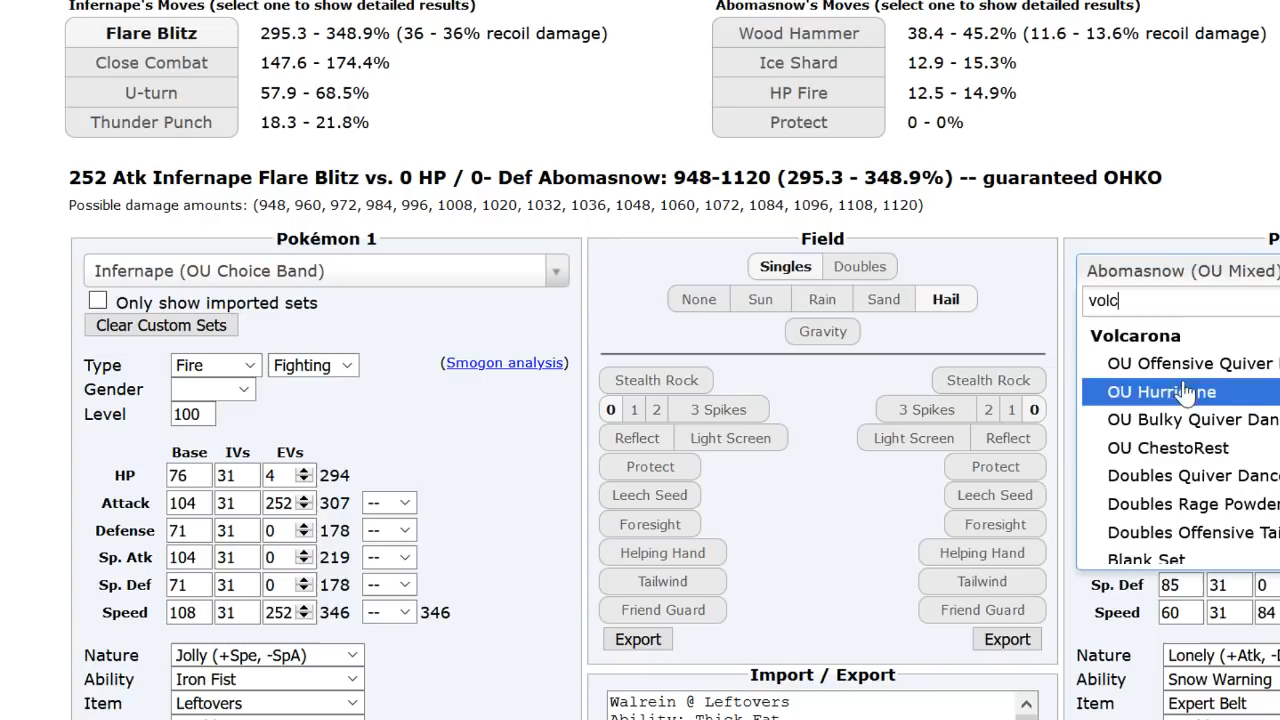 Infernape's Moves (select one to show detailed results)
Abomasnow's Moves (select one to show detailed results)
Flare Blitz 295.3 - 348.9% (36 - 36% recoil damage)
Wood Hammer 38.4 - 45.2% (11.6 - 13.6% recoil damage)
Close Combat 147.6 - 174.4%
Ice Shard 12.9 - 15.3%
U-turn 57.9 - 68.5%
HP Fire 12.5 - 14.9%
Thunder Punch 18.3 - 21.8%
Protect 0 - 0%
252 Atk Infernape Flare Blitz vs. 0 HP / 0- Def Abomasnow: 948-1120 (295.3 - 348.9%) -- guaranteed OHKO
Possible damage amounts: (948, 960, 972, 984, 996, 1008, 1020, 1032, 1036, 1048, 1060, 1072, 1084, 1096, 1108, 1120)
Pokémon 1
Infernape (OU Choice Band)
Only show imported sets
Clear Custom Sets
Type Fire Fighting (Smogon analysis)
Gender
Level 100
Base IVs EVs
HP 76 31 4 294
Attack 104 31 252 307 --
Defense 71 31 0 178 --
Sp. Atk 104 31 0 219 --
Sp. Def 71 31 0 178 --
Speed 108 31 252 346 -- 346
Nature Jolly (+Spe, -SpA)
Ability Iron Fist
Item Leftovers
Field
Singles Doubles
None Sun Rain Sand Hail
Gravity
Stealth Rock Stealth Rock
0 1 2 3 Spikes 3 Spikes 2 1 0
Reflect Light Screen Light Screen Reflect
Protect Protect
Leech Seed Leech Seed
Foresight Foresight
Helping Hand Helping Hand
Tailwind Tailwind
Friend Guard Friend Guard
Export Export
Import / Export
Walrein @ Leftovers
Ability: Thick Fat
P
Abomasnow (OU Mixed)
volc
Volcarona
OU Offensive Quiver
OU Hurricane
OU Bulky Quiver Dan
OU ChestoRest
Doubles Quiver Dance
Doubles Rage Powder
Doubles Offensive Tai
Blank Set
Sp. Def 85 31 0
Speed 60 31 84
Nature Lonely (+Atk, -D
Ability Snow Warning
Item Expert Belt